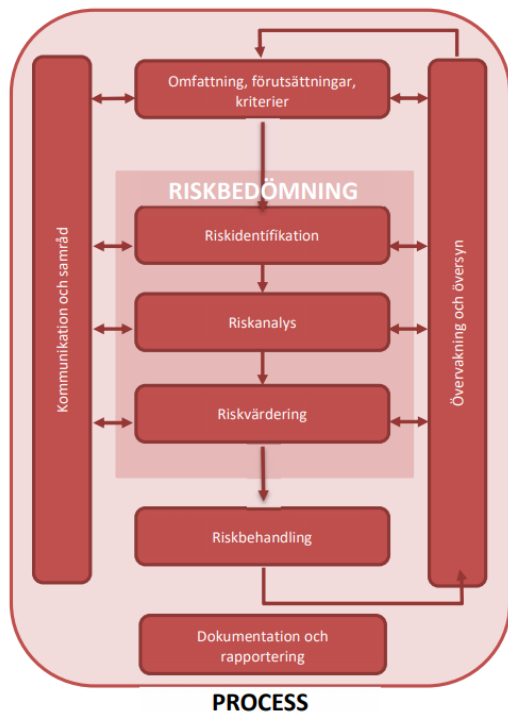 Omfattning, förutsättningar,
kriterier
Kommunikation och samråd
Övervakning och översyn
RISKBEDÖMNING
Riskidentifikation
Riskanalys
Riskvärdering
Riskbehandling
Dokumentation och
rapportering
PROCESS